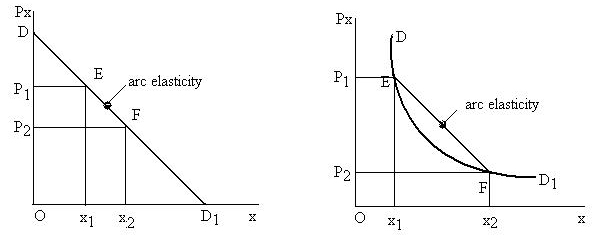 Px
D
E
arc elasticity
P1
F
P2
O
x1
x2
D1
x
Px
D
P1
E
arc elasticity
P2
F
D1
O
x1
x2
x